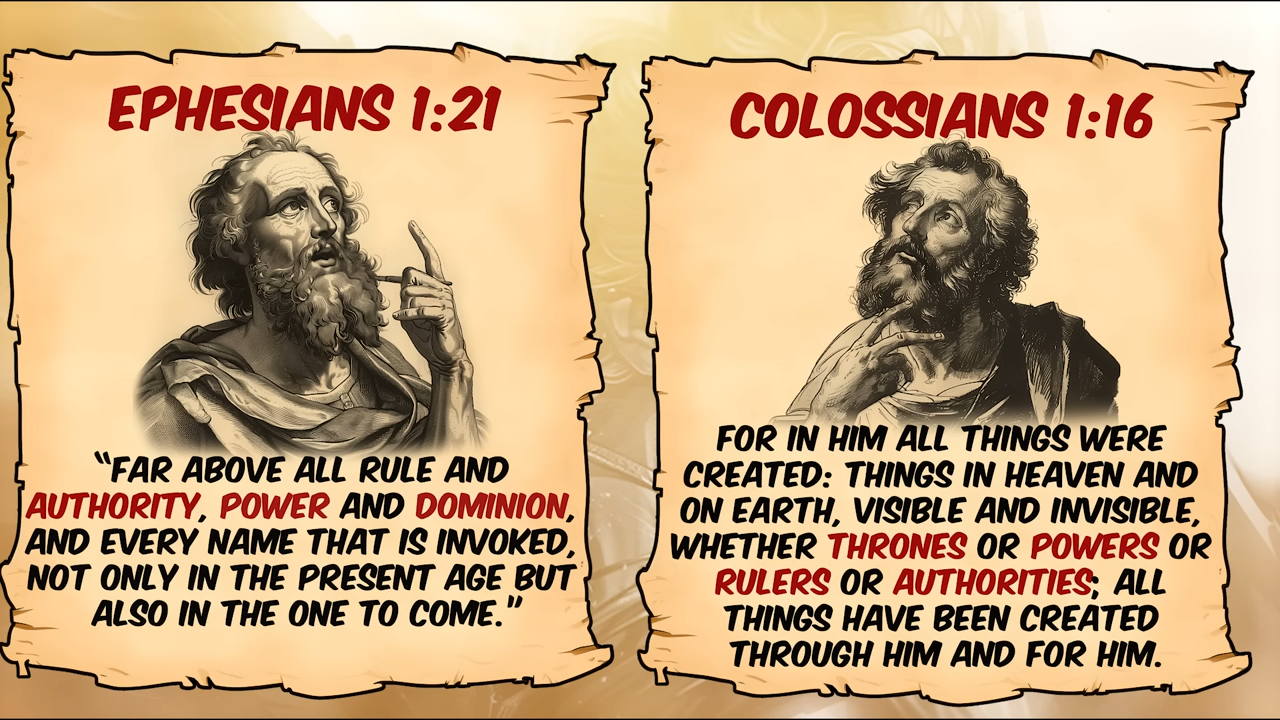 EPHESIANS 1:21
"FAR ABOVE ALL RULE AND
AUTHORITY, POWER AND DOMINION,
AND EVERY NAME THAT IS INVOKED,
NOT ONLY IN THE PRESENT AGE BUT
ALSO IN THE ONE TO COME."
COLOSSIANS 1:16
FOR IN HIM ALL THINGS WERE
CREATED: THINGS IN HEAVEN AND
ON EARTH, VISIBLE AND INVISIBLE,
WHETHER THRONES OR POWERS OR
RULERS OR AUTHORITIES; ALL
THINGS HAVE BEEN CREATED
THROUGH HIM AND FOR HIM.